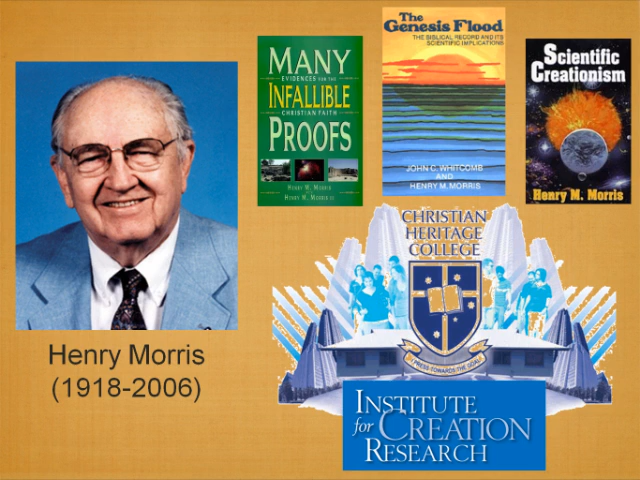 MANY
EVIDENCES FOR THE
INFALLIBLE
CHRISTIAN FAITH
PROOFS
HENRY M. MORRIS
HENRY M. MORRIS III
The
Genesis Flood
THE BIBLICAL RECORD AND ITS
SCIENTIFIC IMPLICATIONS
JOHN C. WHITCOMB
AND
HENRY M. MORRIS
Scientific
Creationism
Henry M. Morris
Henry Morris
(1918-2006)
CHRISTIAN
HERITAGE
COLLEGE
PRESS TOWARDS THE GOAL
INSTITUTE
for CREATION
RESEARCH